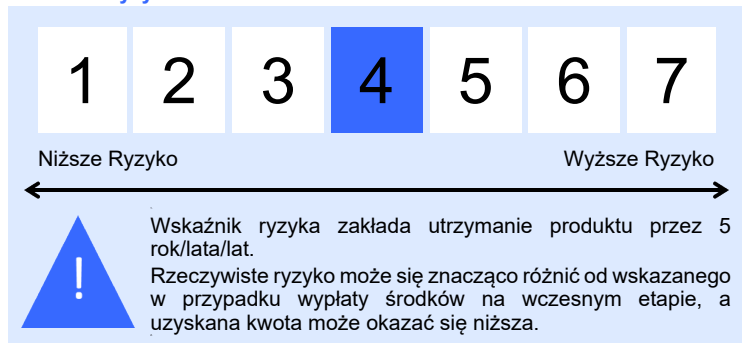 1 2 3 4 5 6 7
Niższe Ryzyko Wyższe Ryzyko
Wskaźnik ryzyka zakłada utrzymanie produktu przez 5
rok/lata/lat.
Rzeczywiste ryzyko może się znacząco różnić od wskazanego
w przypadku wypłaty środków na wczesnym etapie, a
uzyskana kwota może okazać się niższa.
!